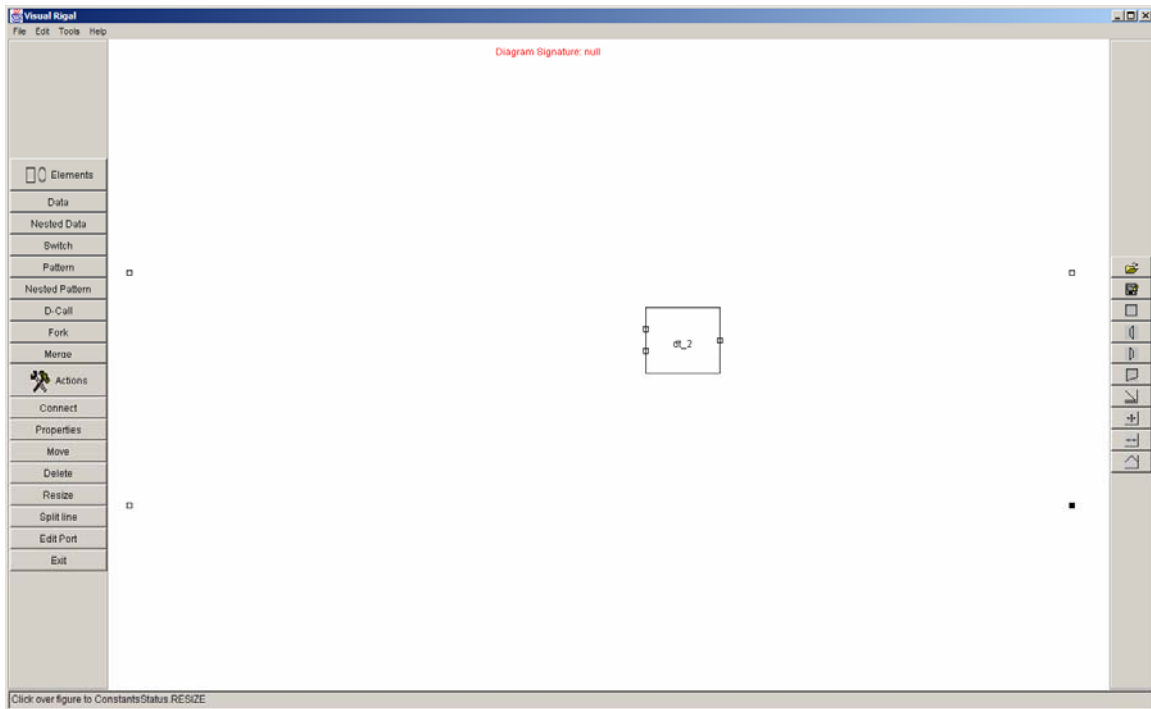 Visual Rigal
File Edit Tools Help
Diagram Signature: null
Elements
Data
Nested Data
Switch
Pattern
Nested Pattern
D-Call
Fork
Merge
Actions
Connect
Properties
Move
Delete
Resize
Split line
Edit Port
Exit
dt_2
Click over figure to ConstantsStatus.RESIZE